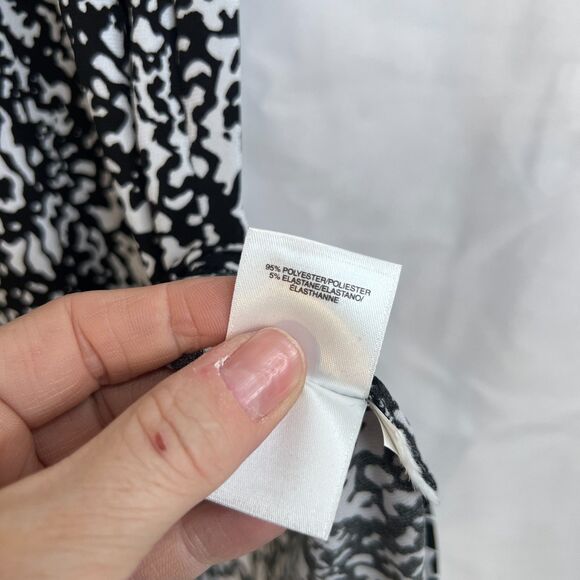 95% POLYESTER/POLIESTER
5% ELASTANE/ELASTANO/
ÉLASTHANNE